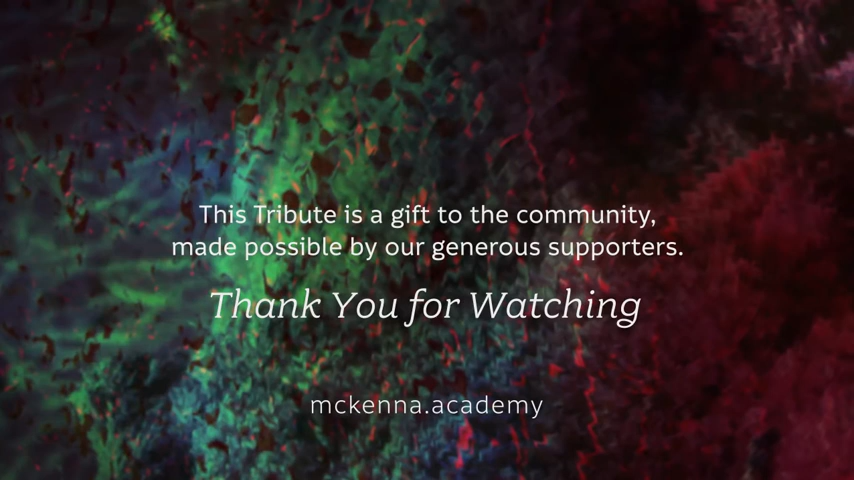 This Tribute is a gift to the community,
made possible by our generous supporters.
Thank You for Watching
mckenna.academy